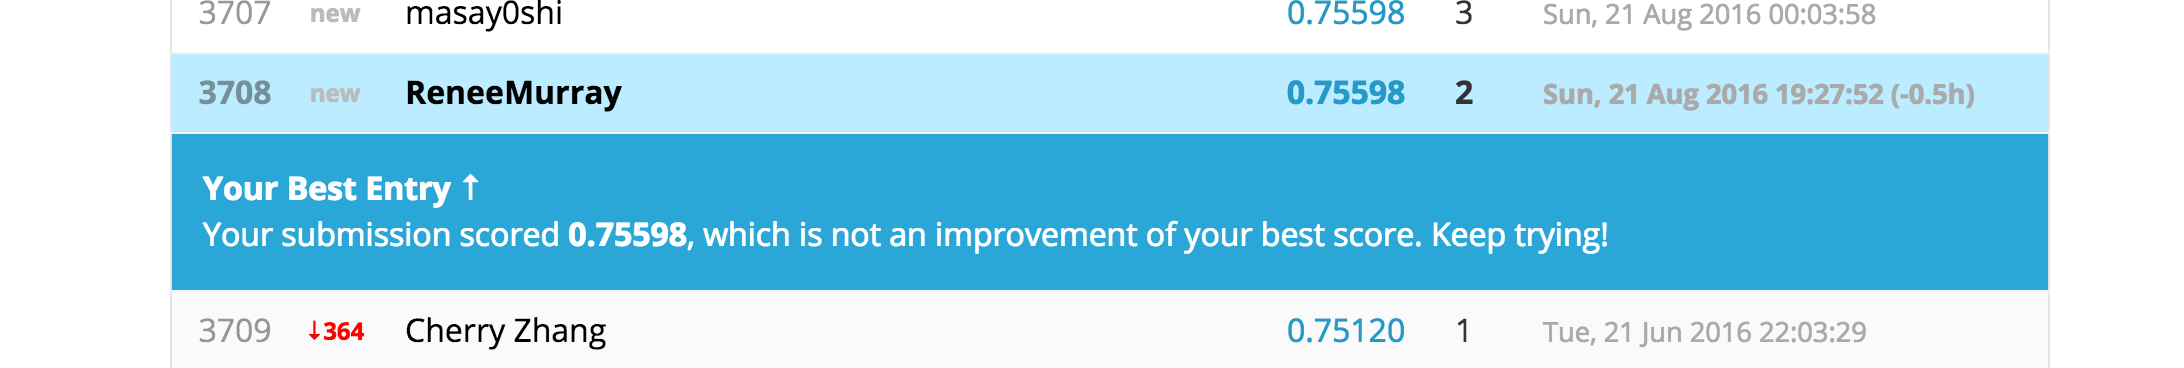 3707 new masay0shi 0.75598 3 Sun, 21 Aug 2016 00:03:58
3708 new ReneeMurray 0.75598 2 Sun, 21 Aug 2016 19:27:52 (-0.5h)
Your Best Entry ↑
Your submission scored 0.75598, which is not an improvement of your best score. Keep trying!
3709 ↓364 Cherry Zhang 0.75120 1 Tue, 21 Jun 2016 22:03:29